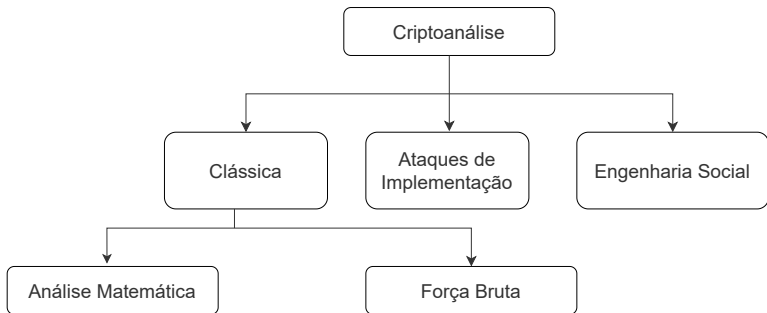 Criptoanálise
Clássica
Ataques de
Implementação
Engenharia Social
Análise Matemática
Força Bruta